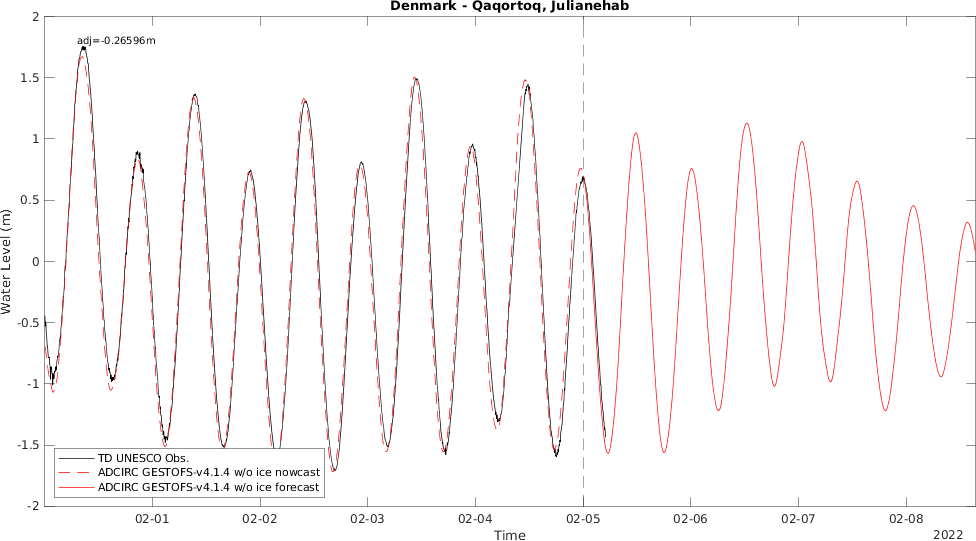 Denmark - Qaqortoq, Julianehab
adj=-0.26596m
2
1.5
1
0.5
0
-0.5
-1
-1.5
-2
Water Level (m)
TD UNESCO Obs.
ADCIRC GESTOFS-v4.1.4 w/o ice nowcast
ADCIRC GESTOFS-v4.1.4 w/o ice forecast
02-01 02-02 02-03 02-04 02-05 02-06 02-07 02-08
Time
2022